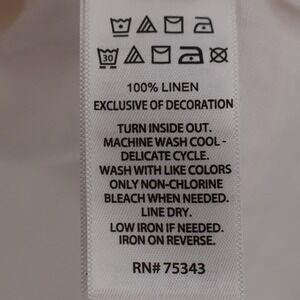 30
100% LINEN
EXCLUSIVE OF DECORATION
TURN INSIDE OUT.
MACHINE WASH COOL -
DELICATE CYCLE.
WASH WITH LIKE COLORS
ONLY NON-CHLORINE
BLEACH WHEN NEEDED.
LINE DRY.
LOW IRON IF NEEDED.
IRON ON REVERSE.
RN# 75343